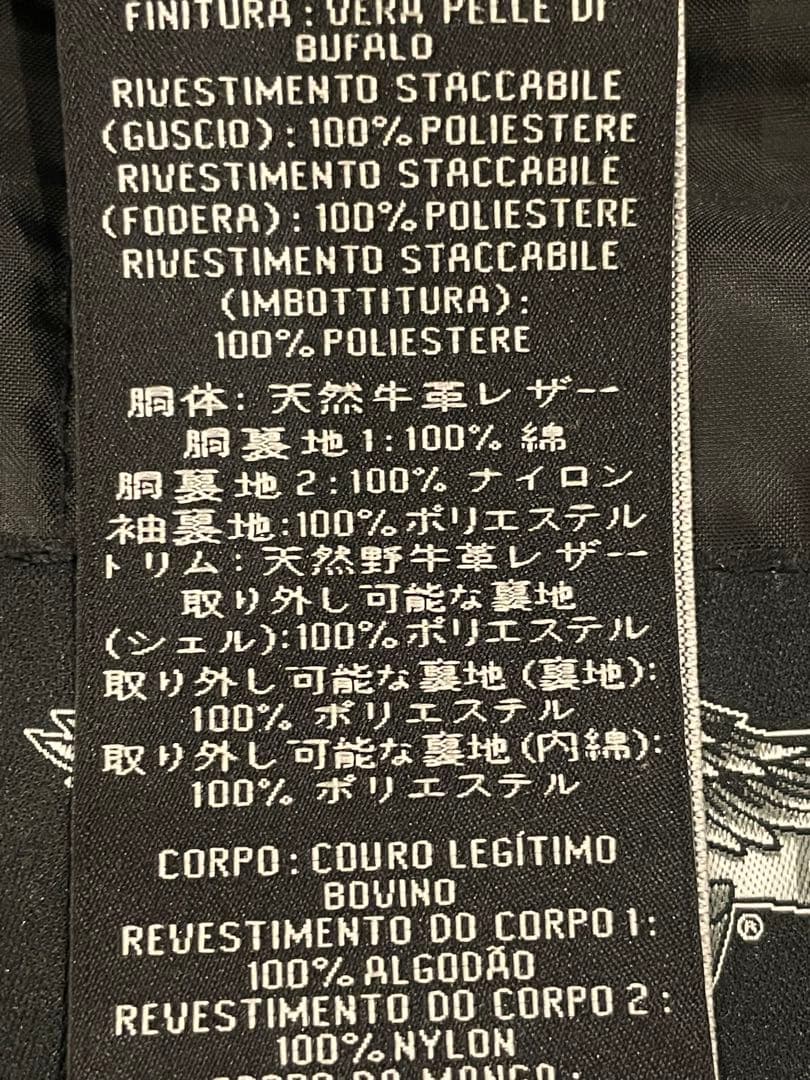 FINITURA : VERA PELLE DI
BUFALO
RIVESTIMENTO STACCABILE
(GUSCIO) : 100% POLIESTERE
RIVESTIMENTO STACCABILE
(FODERA) : 100% POLIESTERE
RIVESTIMENTO STACCABILE
(IMBOTTITURA) :
100% POLIESTERE
胴体: 天然牛革レザー
胴裏地1:100% 綿
胴裏地2:100% ナイロン
袖裏地:100%ポリエステル
トリム: 天然野牛革レザー
取り外し可能な裏地
(シェル):100%ポリエステル
取り外し可能な裏地(裏地):
100% ポリエステル
取り外し可能な裏地(内綿):
100% ポリエステル
CORPO : COURO LEGÍTIMO
BOVINO
REVESTIMENTO DO CORPO 1 :
100% ALGODÃO
REVESTIMENTO DO CORPO 2 :
100% NYLON
FORRO DA MANGA :
®